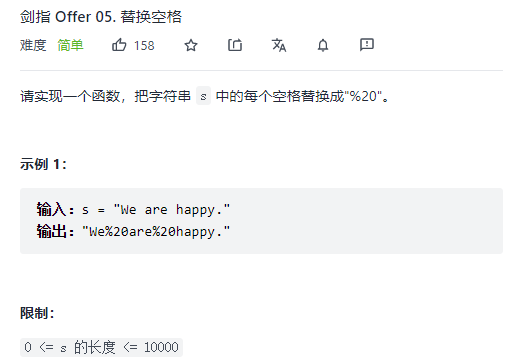 剑指 Offer 05. 替换空格
难度 简单 158
请实现一个函数，把字符串 s 中的每个空格替换成"%20"。
示例 1：
输入：s = "We are happy."
输出："We%20are%20happy."
限制：
0 <= s 的长度 <= 10000